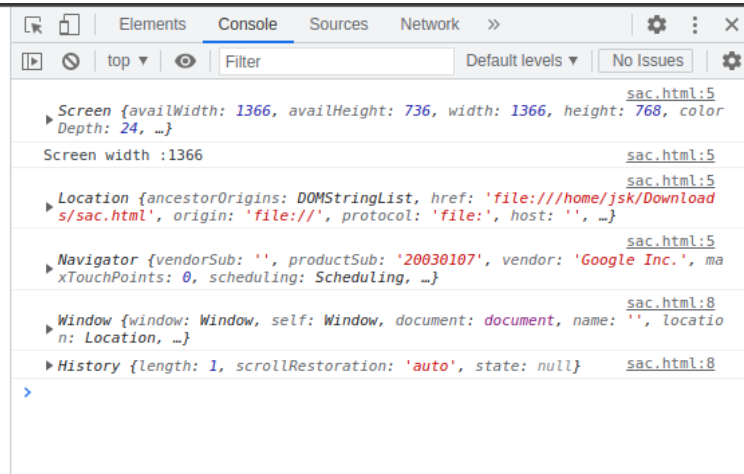 Elements Console Sources Network »
top ▼ Filter Default levels ▼ No Issues
sac.html:5
Screen {availWidth: 1366, availHeight: 736, width: 1366, height: 768, color
Depth: 24, …}
Screen width :1366 sac.html:5
sac.html:5
Location {ancestorOrigins: DOMStringList, href: 'file:///home/jsk/Download
s/sac.html', origin: 'file://', protocol: 'file:', host: '', …}
sac.html:5
Navigator {vendorSub: '', productSub: '20030107', vendor: 'Google Inc.', ma
xTouchPoints: 0, scheduling: Scheduling, …}
sac.html:8
Window {window: Window, self: Window, document: document, name: '', locatio
n: Location, …}
History {length: 1, scrollRestoration: 'auto', state: null} sac.html:8